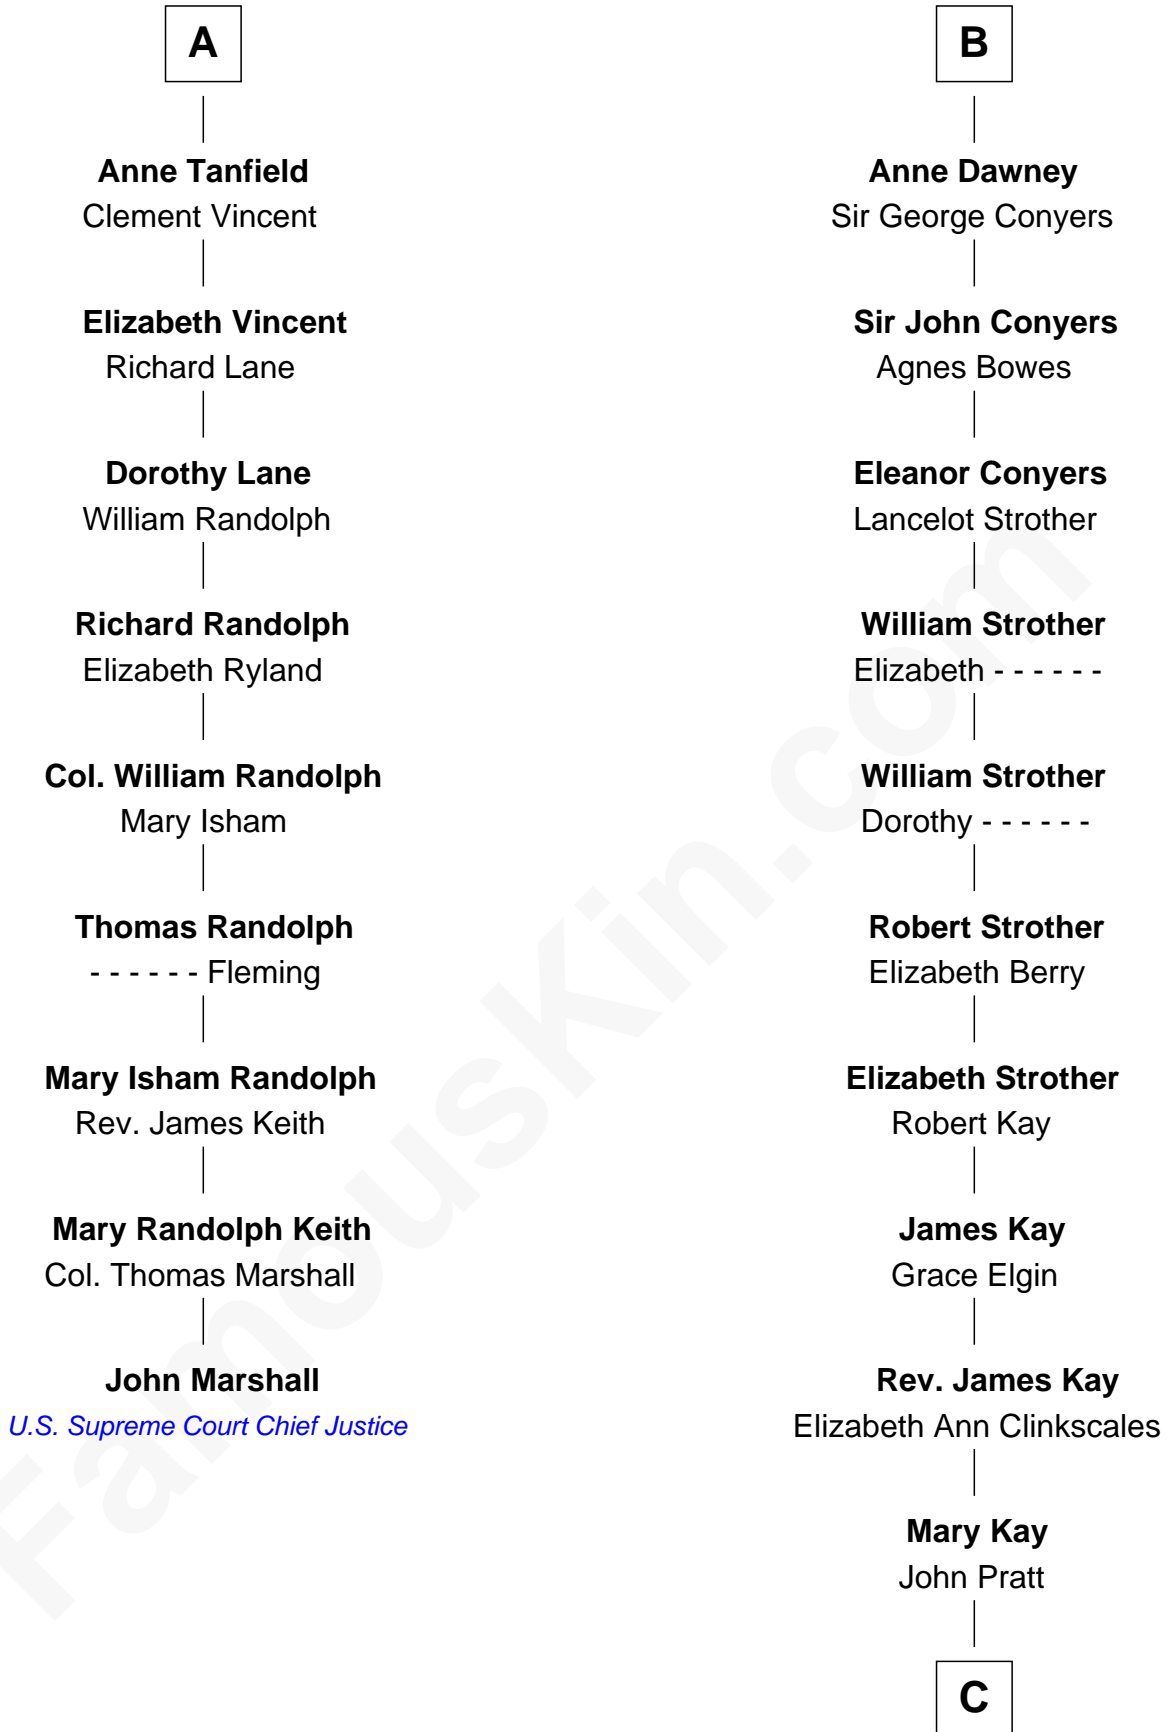 A
Anne Tanfield
Clement Vincent
Elizabeth Vincent
Richard Lane
Dorothy Lane
William Randolph
Richard Randolph
Elizabeth Ryland
Col. William Randolph
Mary Isham
Thomas Randolph
- - - - - - Fleming
Mary Isham Randolph
Rev. James Keith
Mary Randolph Keith
Col. Thomas Marshall
John Marshall
U.S. Supreme Court Chief Justice
B
Anne Dawney
Sir George Conyers
Sir John Conyers
Agnes Bowes
Eleanor Conyers
Lancelot Strother
William Strother
Elizabeth - - - - - -
William Strother
Dorothy - - - - - -
Robert Strother
Elizabeth Berry
Elizabeth Strother
Robert Kay
James Kay
Grace Elgin
Rev. James Kay
Elizabeth Ann Clinkscales
Mary Kay
John Pratt
C
FamousKin.com